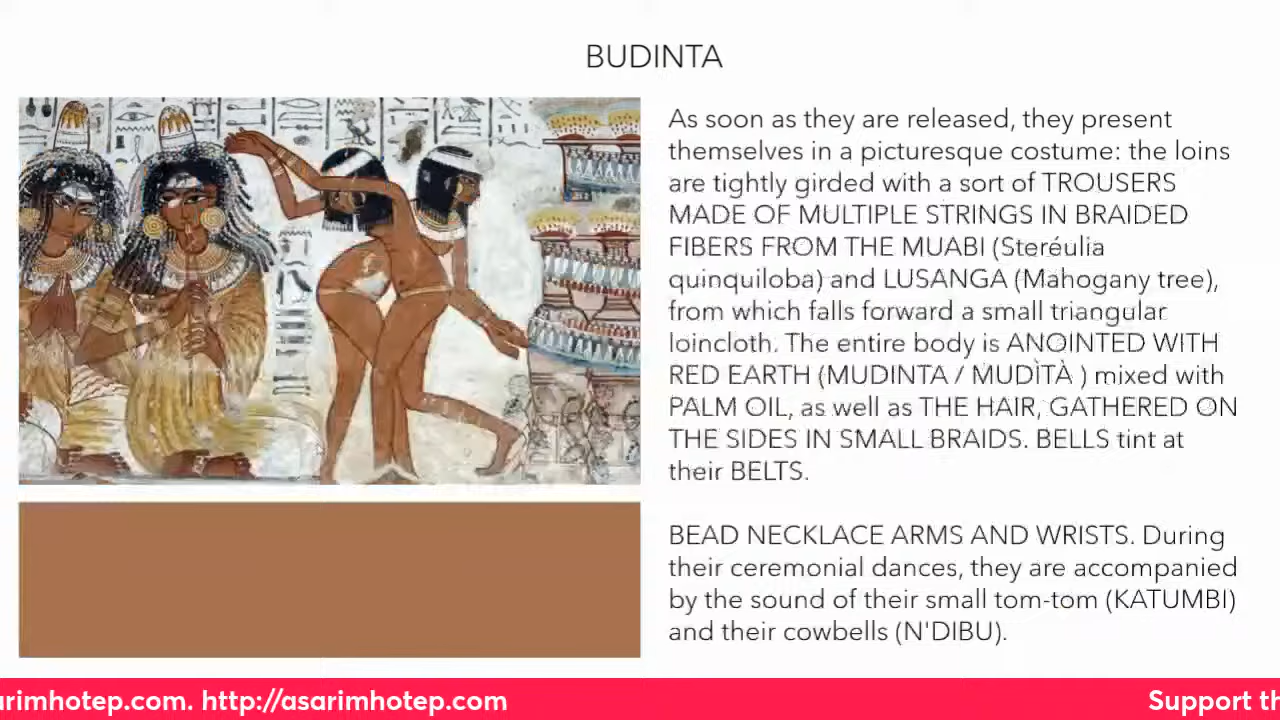 BUDINTA
As soon as they are released, they present
themselves in a picturesque costume: the loins
are tightly girded with a sort of TROUSERS
MADE OF MULTIPLE STRINGS IN BRAIDED
FIBERS FROM THE MUABI (Steréulia
quinquiloba) and LUSANGA (Mahogany tree),
from which falls forward a small triangular
loincloth. The entire body is ANOINTED WITH
RED EARTH (MUDINTA / MUDÌTÀ ) mixed with
PALM OIL, as well as THE HAIR, GATHERED ON
THE SIDES IN SMALL BRAIDS. BELLS tint at
their BELTS.
BEAD NECKLACE ARMS AND WRISTS. During
their ceremonial dances, they are accompanied
by the sound of their small tom-tom (KATUMBI)
and their cowbells (N'DIBU).
arimhotep.com. http://asarimhotep.com Support th